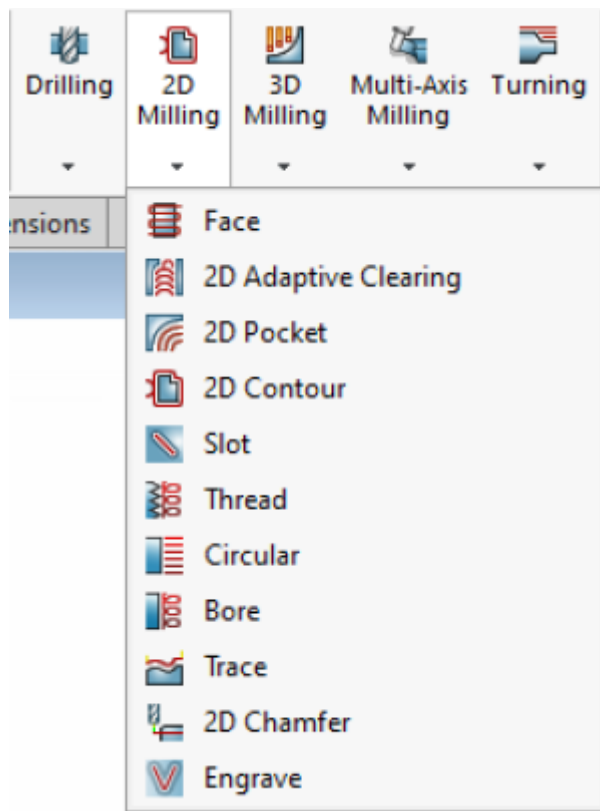 Drilling
2D
Milling
3D
Milling
Multi-Axis
Milling
Turning
Face
2D Adaptive Clearing
2D Pocket
2D Contour
Slot
Thread
Circular
Bore
Trace
2D Chamfer
Engrave